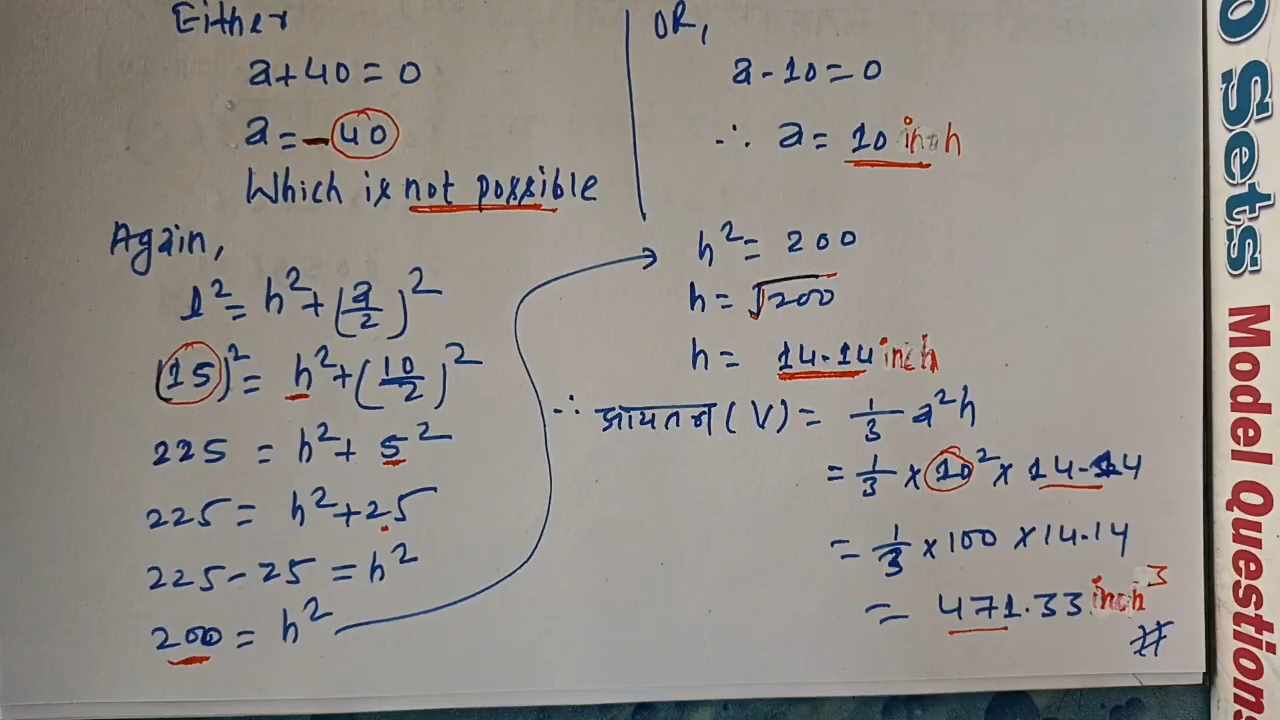 Either
a+40=0
a=-40
Which is not possible
OR,
a-10=0
∴ a= 10 inch
Again,
l²=h²+(a/2)²
(15)²=h²+(10/2)²
225 =h²+ 5²
225= h²+25
225-25=h²
200=h²
h²= 200
h=√200
h= 14.14 inch
∴ आयतन (V)= 1/3 a²h
=1/3×10²×14.14
=1/3×100×14.14
= 471.33 inch³
#
0 Sets Model Questions